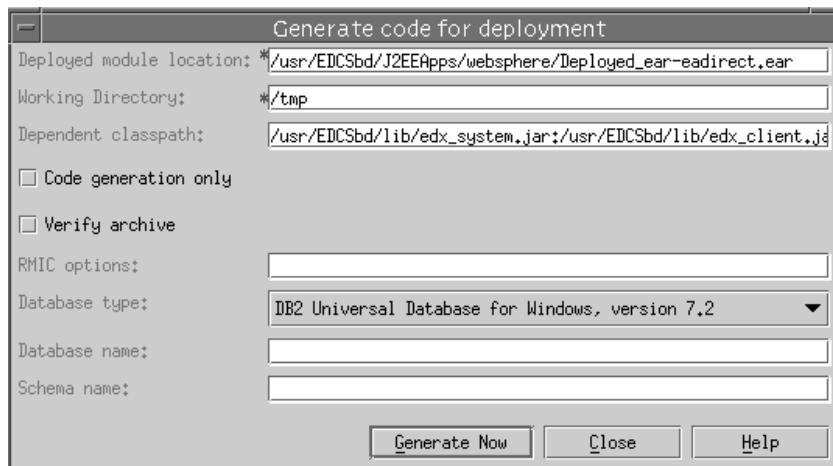 Generate code for deployment
Deployed module location: */usr/EDCSbd/J2EEApps/websphere/Deployed_ear-eadirect.ear
Working Directory: */tmp
Dependent classpath: /usr/EDCSbd/lib/edx_system.jar:/usr/EDCSbd/lib/edx_client.ja
Code generation only
Verify archive
RMIC options:
Database type: DB2 Universal Database for Windows, version 7.2
Database name:
Schema name:
Generate Now Close Help